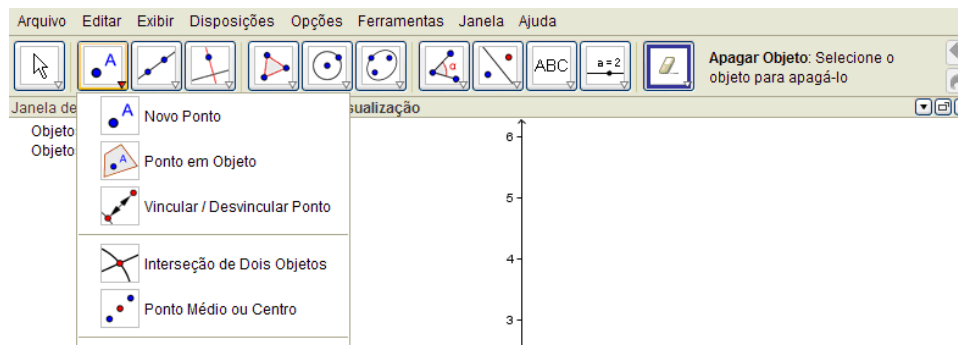 Arquivo Editar Exibir Disposições Opções Ferramentas Janela Ajuda
A
α
ABC
a=2
Apagar Objeto: Selecione o
objeto para apagá-lo
Janela de
sualização
Objeto
Objeto
A Novo Ponto
A Ponto em Objeto
Vincular / Desvincular Ponto
Interseção de Dois Objetos
Ponto Médio ou Centro
6
5
4
3